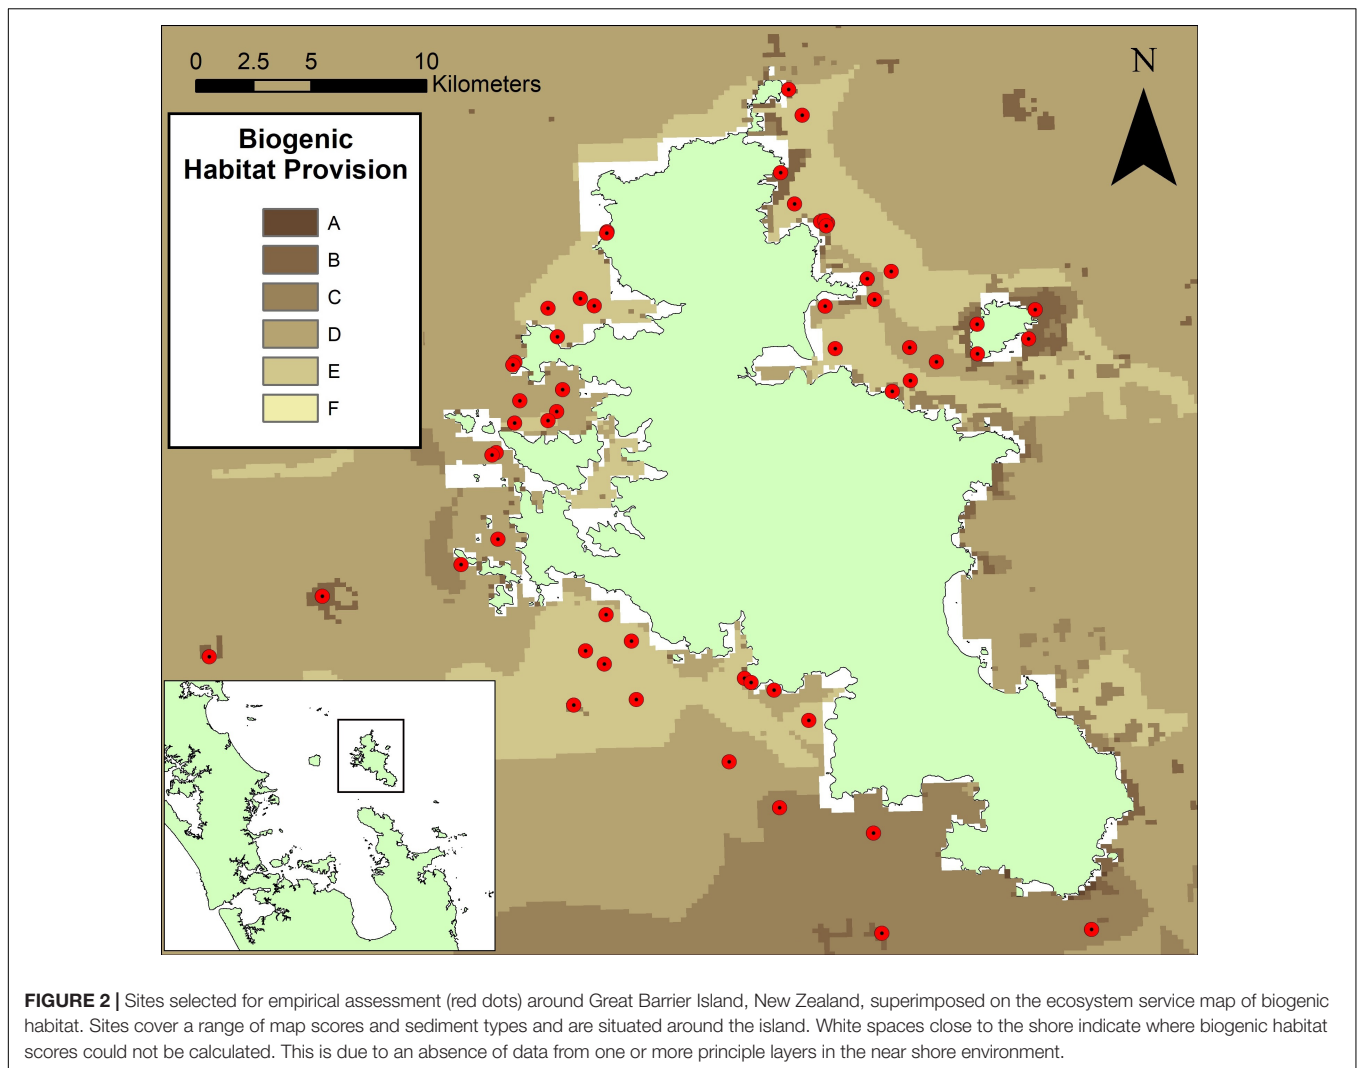 0 2.5 5 10
Kilometers
N
Biogenic
Habitat Provision
A
B
C
D
E
F
FIGURE 2 | Sites selected for empirical assessment (red dots) around Great Barrier Island, New Zealand, superimposed on the ecosystem service map of biogenic
habitat. Sites cover a range of map scores and sediment types and are situated around the island. White spaces close to the shore indicate where biogenic habitat
scores could not be calculated. This is due to an absence of data from one or more principle layers in the near shore environment.